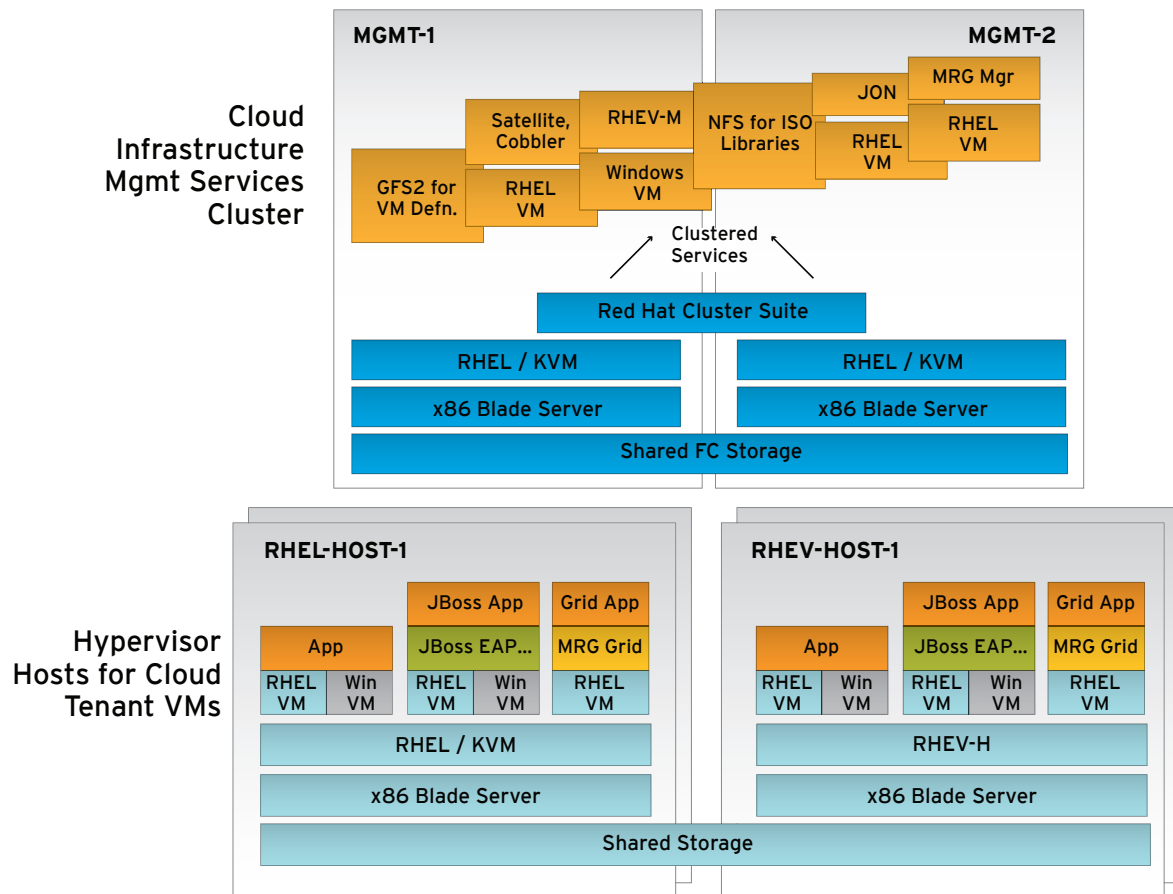 MGMT-1
MGMT-2
Cloud
Infrastructure
Mgmt Services
Cluster
GFS2 for
VM Defn.
Satellite,
Cobbler
RHEL
VM
RHEV-M
Windows
VM
NFS for ISO
Libraries
JON
RHEL
VM
MRG Mgr
RHEL
VM
Clustered
Services
Red Hat Cluster Suite
RHEL / KVM
RHEL / KVM
x86 Blade Server
x86 Blade Server
Shared FC Storage
Hypervisor
Hosts for Cloud
Tenant VMs
RHEL-HOST-1
App
RHEL
VM
Win
VM
JBoss App
JBoss EAP...
RHEL
VM
Win
VM
Grid App
MRG Grid
RHEL
VM
RHEL / KVM
x86 Blade Server
RHEV-HOST-1
App
RHEL
VM
Win
VM
JBoss App
JBoss EAP...
RHEL
VM
Win
VM
Grid App
MRG Grid
RHEL
VM
RHEV-H
x86 Blade Server
Shared Storage